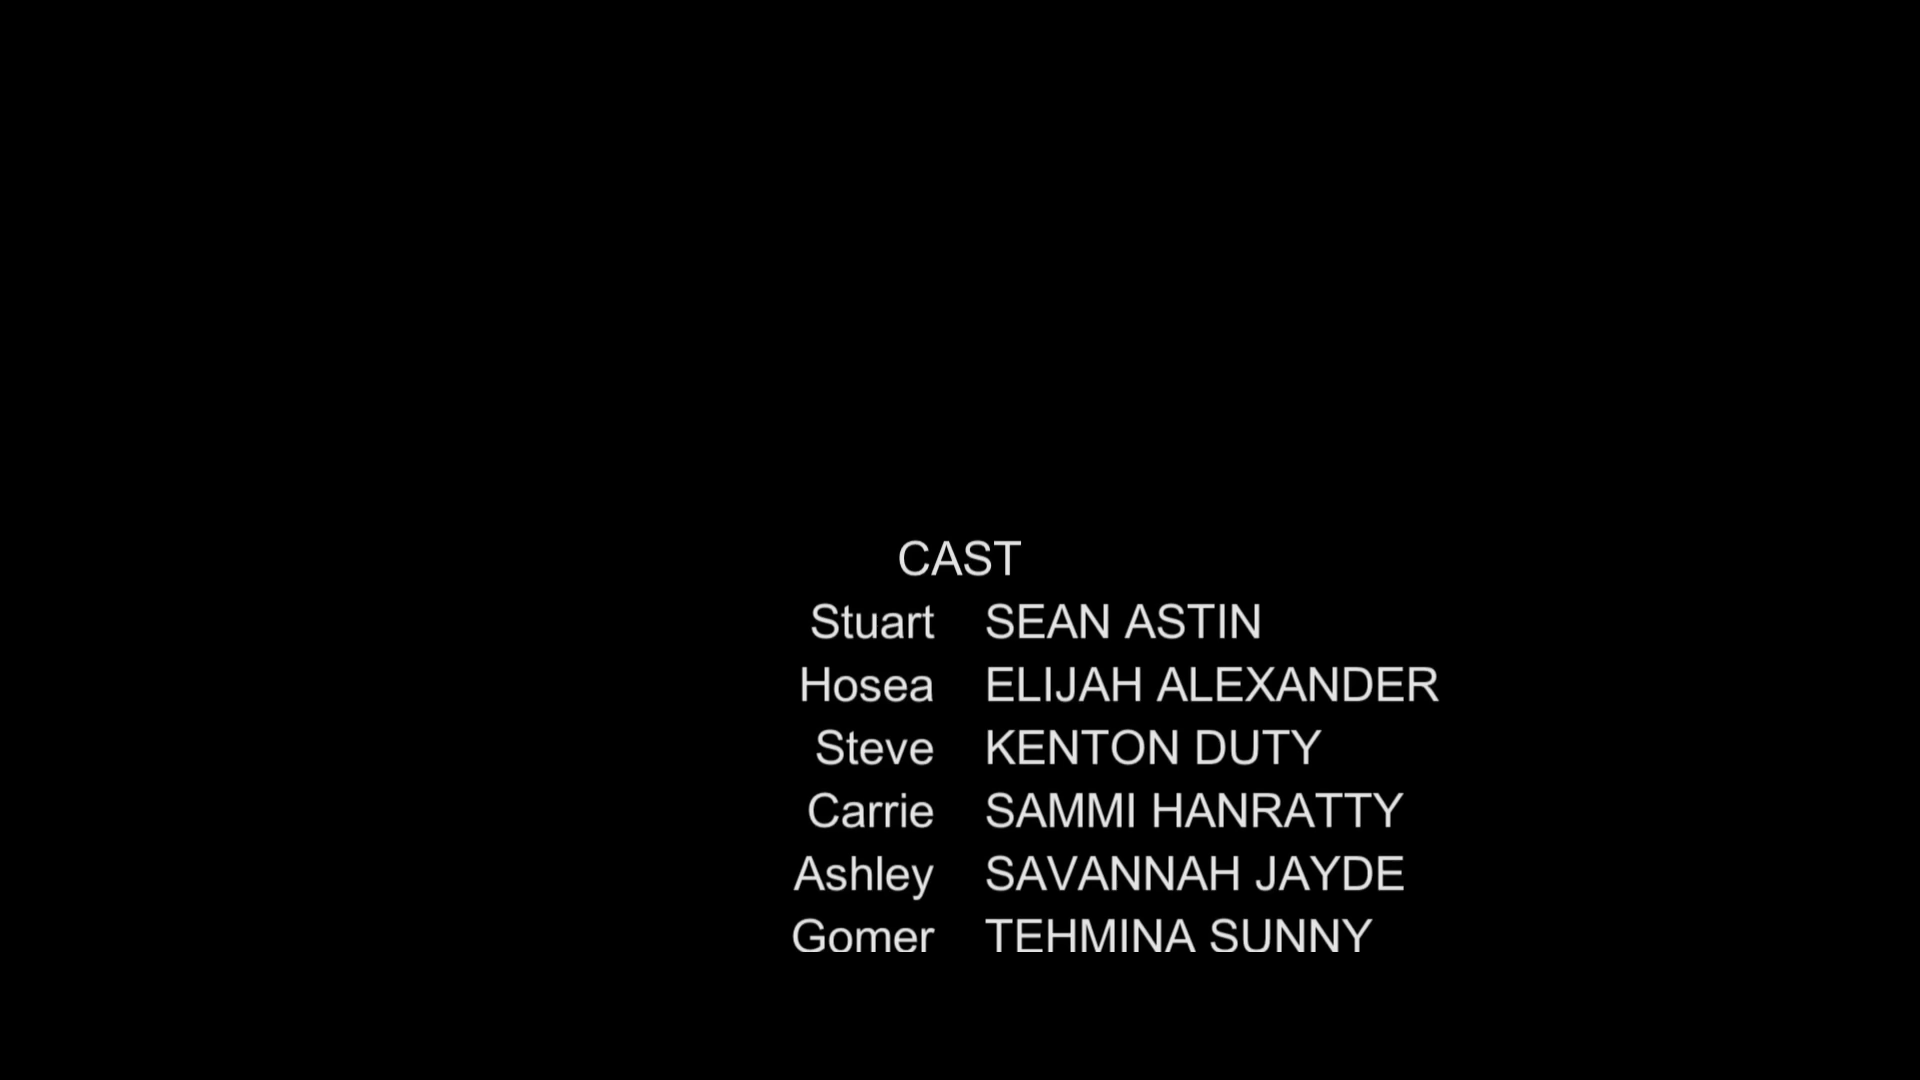 CAST
Stuart SEAN ASTIN
Hosea ELIJAH ALEXANDER
Steve KENTON DUTY
Carrie SAMMI HANRATTY
Ashley SAVANNAH JAYDE
Gomer TEHMINA SUNNY